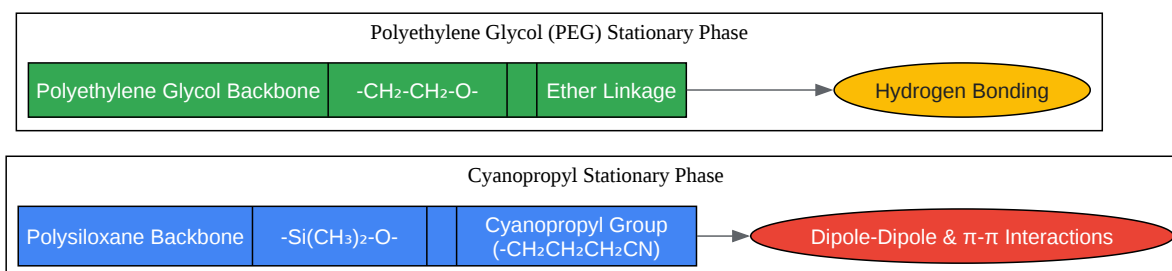 Polyethylene Glycol (PEG) Stationary Phase
Polyethylene Glycol Backbone
-CH₂-CH₂-O-
Ether Linkage
Hydrogen Bonding
Cyanopropyl Stationary Phase
Polysiloxane Backbone
-Si(CH₃)₂-O-
Cyanopropyl Group
(-CH₂CH₂CH₂CN)
Dipole-Dipole & π-π Interactions